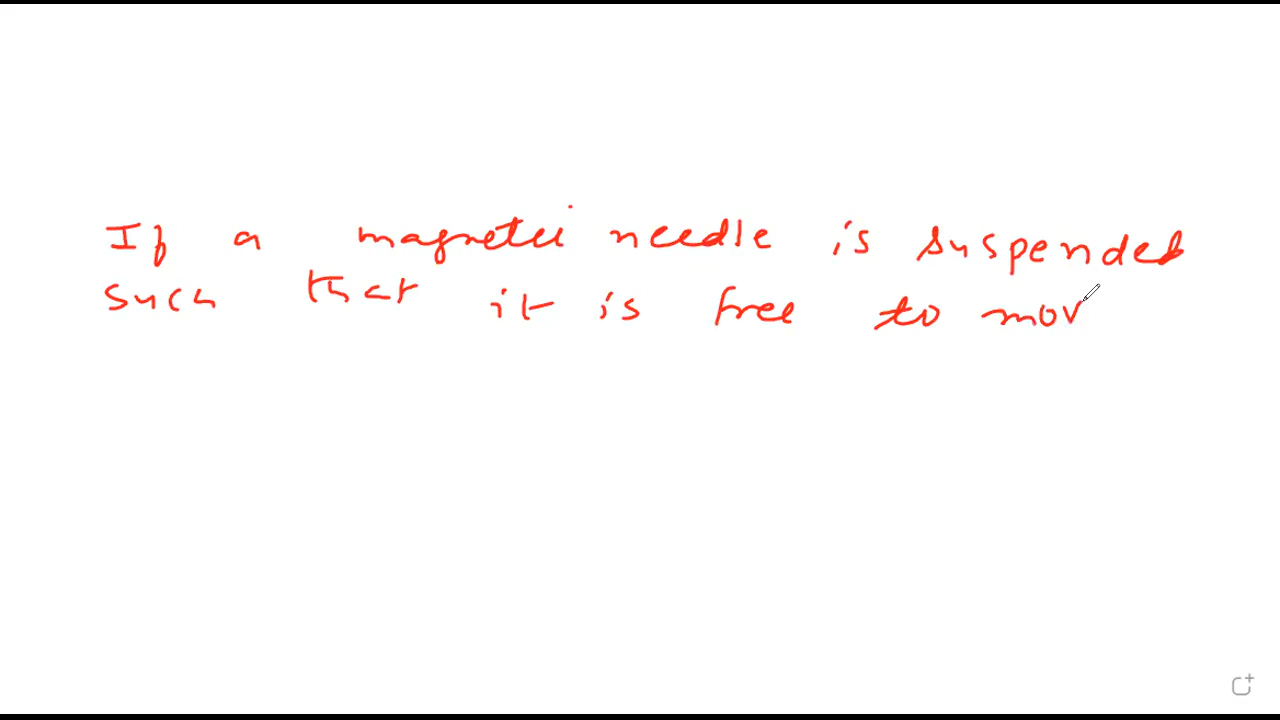 If a magnetic needle is suspended
such that it is free to mov